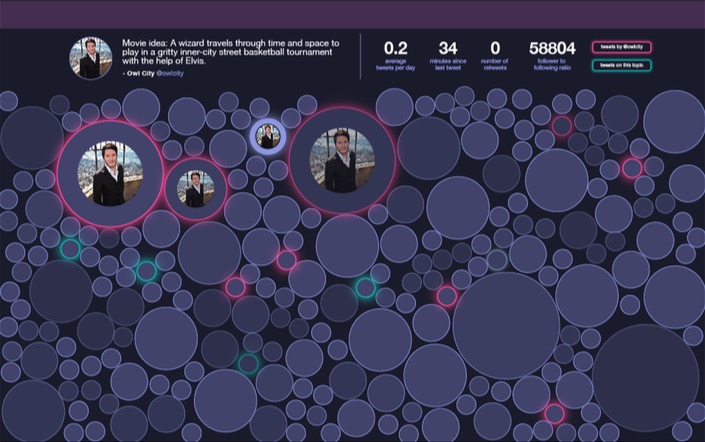 Movie idea: A wizard travels through time and space to
play in a gritty inner-city street basketball tournament
with the help of Elvis.
- Owl City @owlcity
0.2
average
tweets per day
34
minutes since
last tweet
0
number of
retweets
58804
follower to
following ratio
tweets by @owlcity
tweets on this topic